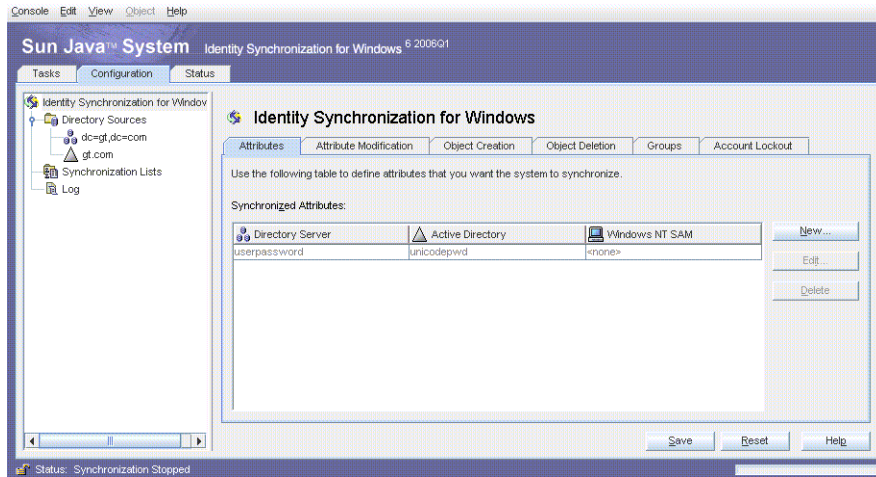 Console Edit View Object Help
Sun Java™ System Identity Synchronization for Windows 6 2006Q1
Tasks Configuration Status
Identity Synchronization for Window
Directory Sources
dc=gt,dc=com
gt.com
Synchronization Lists
Log
Identity Synchronization for Windows
Attributes Attribute Modification Object Creation Object Deletion Groups Account Lockout
Use the following table to define attributes that you want the system to synchronize.
Synchronized Attributes:
Directory Server Active Directory Windows NT SAM
userpassword unicodepwd <none>
New...
Edit...
Delete
Save Reset Help
Status: Synchronization Stopped